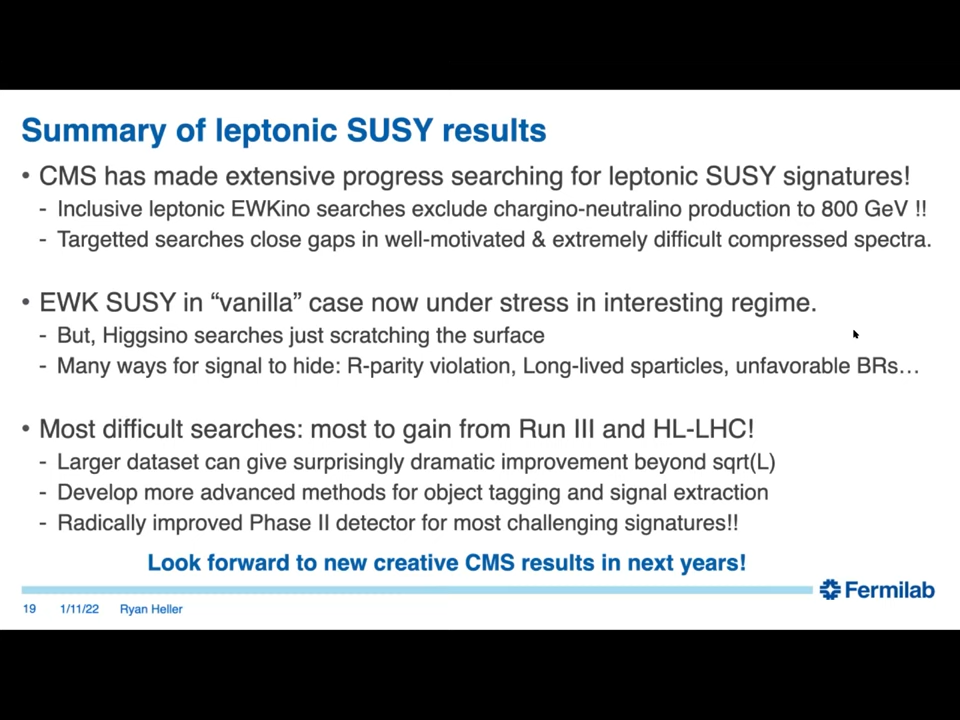 Summary of leptonic SUSY results
• CMS has made extensive progress searching for leptonic SUSY signatures!
- Inclusive leptonic EWKino searches exclude chargino-neutralino production to 800 GeV !!
- Targetted searches close gaps in well-motivated & extremely difficult compressed spectra.
• EWK SUSY in “vanilla” case now under stress in interesting regime.
- But, Higgsino searches just scratching the surface
- Many ways for signal to hide: R-parity violation, Long-lived sparticles, unfavorable BRs…
• Most difficult searches: most to gain from Run III and HL-LHC!
- Larger dataset can give surprisingly dramatic improvement beyond sqrt(L)
- Develop more advanced methods for object tagging and signal extraction
- Radically improved Phase II detector for most challenging signatures!!
Look forward to new creative CMS results in next years!
Fermilab
19 1/11/22 Ryan Heller